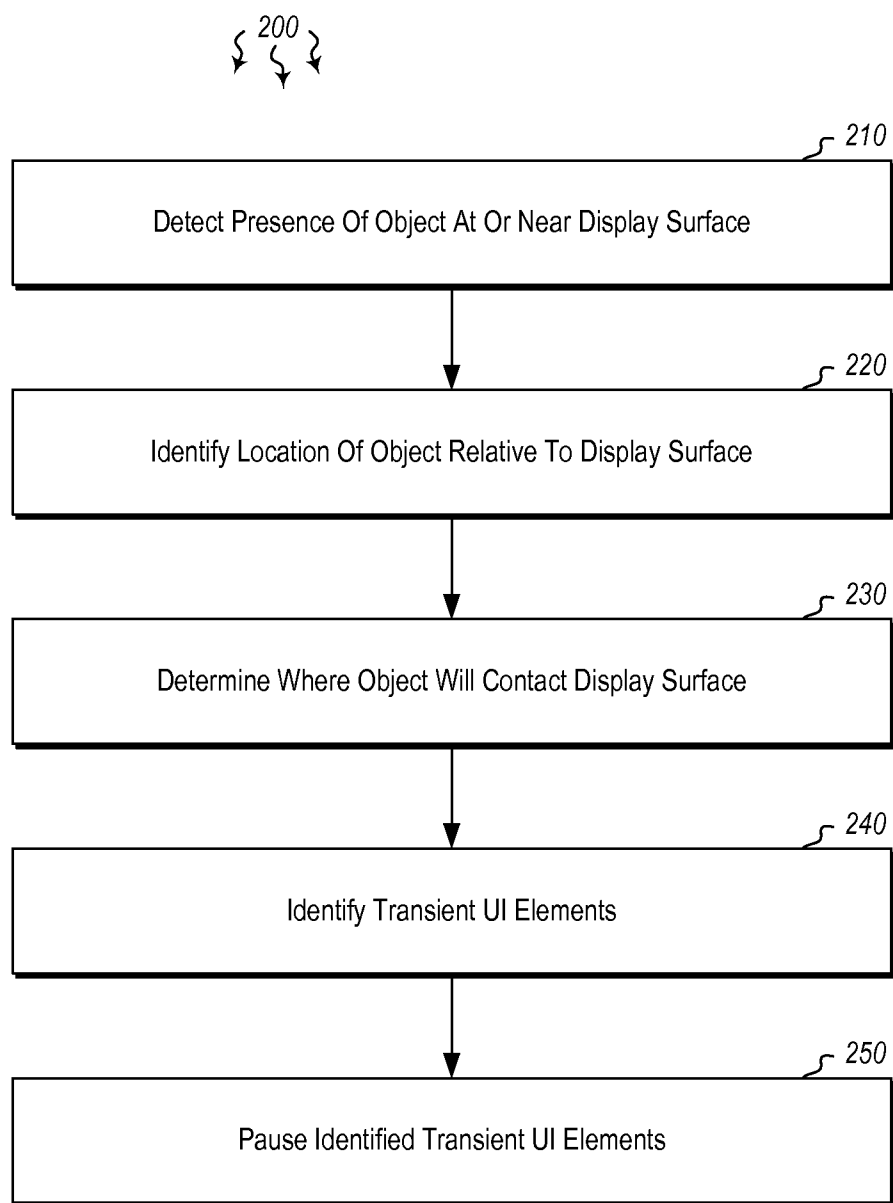 200
210
Detect Presence Of Object At Or Near Display Surface
220
Identify Location Of Object Relative To Display Surface
230
Determine Where Object Will Contact Display Surface
240
Identify Transient UI Elements
250
Pause Identified Transient UI Elements